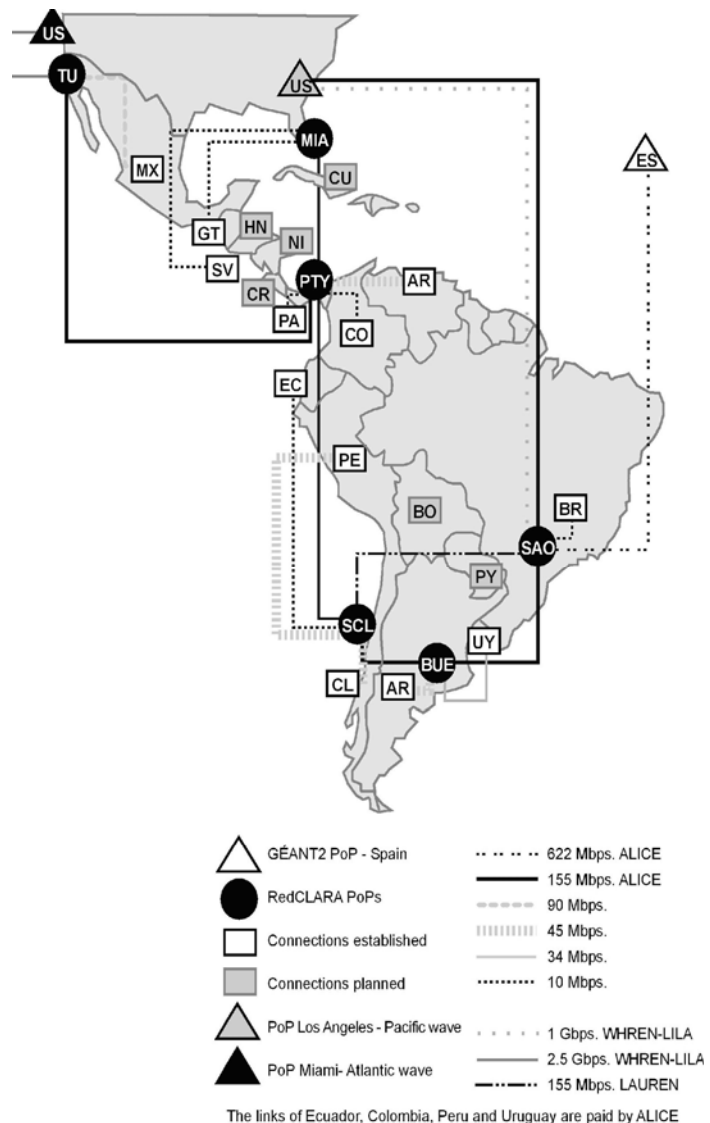 US
TU
US
MIA
ES
MX
CU
GT
HN
NI
SV
CR
PTY
AR
PA
CO
EC
PE
BO
BR
SAO
PY
SCL
UY
BUE
CL
AR
GÉANT2 PoP - Spain
RedCLARA PoPs
Connections established
Connections planned
PoP Los Angeles - Pacific wave
PoP Miami- Atlantic wave
622 Mbps. ALICE
155 Mbps. ALICE
90 Mbps.
45 Mbps.
34 Mbps.
10 Mbps.
1 Gbps. WHREN-LILA
2.5 Gbps. WHREN-LILA
155 Mbps. LAUREN
The links of Ecuador, Colombia, Peru and Uruguay are paid by ALICE